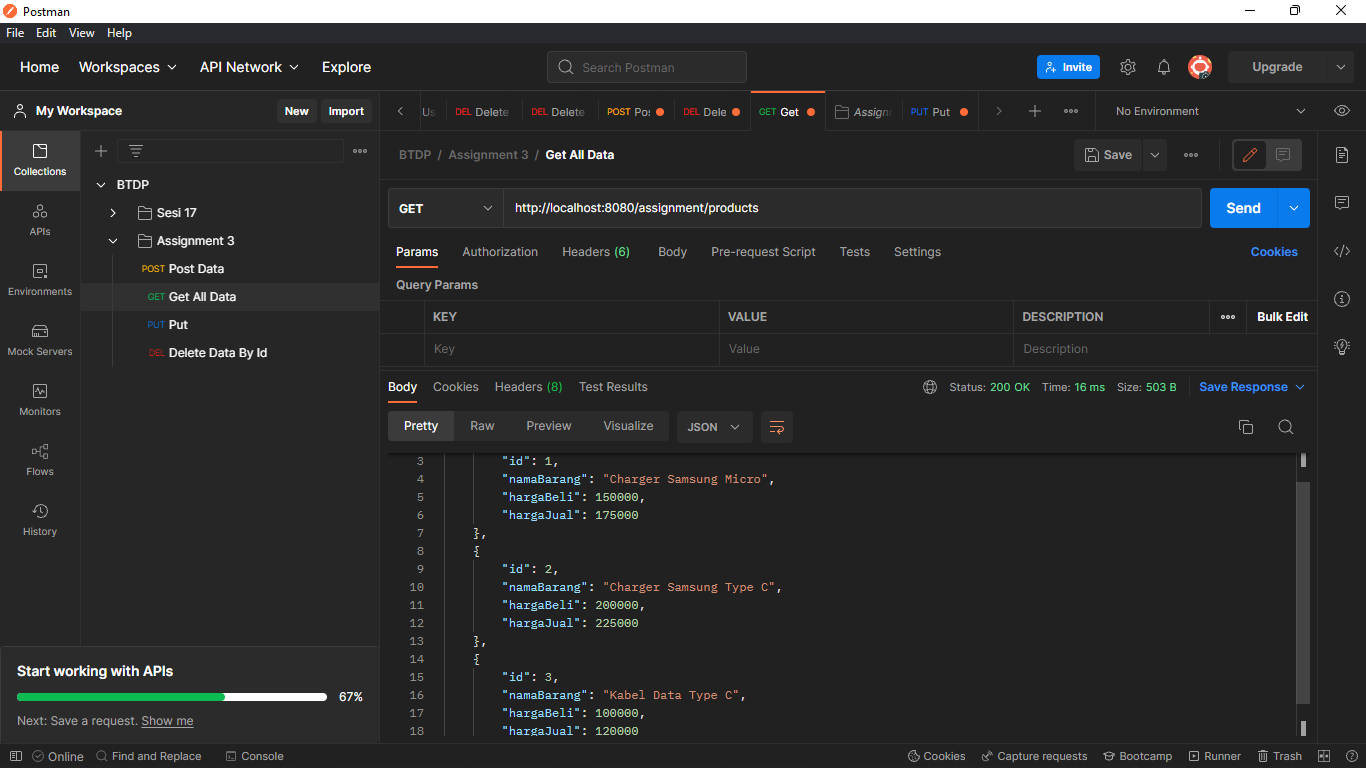 Postman
File Edit View Help
Home Workspaces API Network Explore
Search Postman
Invite
Upgrade
My Workspace
New Import
DEL Delete
DEL Delete
POST
DEL Dele
GET Get
PUT Put
No Environment
Collections
APIs
Environments
Mock Servers
Monitors
Flows
History
BTDP
Sesi 17
Assignment 3
POST Post Data
GET Get All Data
PUT Put
DEL Delete Data By Id
BTDP / Assignment 3 / Get All Data
Save
GET http://localhost:8080/assignment/products
Send
Params Authorization Headers (6) Body Pre-request Script Tests Settings Cookies
Query Params
KEY VALUE DESCRIPTION Bulk Edit
Key Value Description
Body Cookies Headers (8) Test Results Status: 200 OK Time: 16 ms Size: 503 B Save Response
Pretty Raw Preview Visualize JSON
3 "id": 1,
4 "namaBarang": "Charger Samsung Micro",
5 "hargaBeli": 150000,
6 "hargaJual": 175000
7 },
8 {
9 "id": 2,
10 "namaBarang": "Charger Samsung Type C",
11 "hargaBeli": 200000,
12 "hargaJual": 225000
13 },
14 {
15 "id": 3,
16 "namaBarang": "Kabel Data Type C",
17 "hargaBeli": 100000,
18 "hargaJual": 120000
Start working with APIs
67%
Next: Save a request. Show me
Online Find and Replace Console Cookies Capture requests Bootcamp Runner Trash